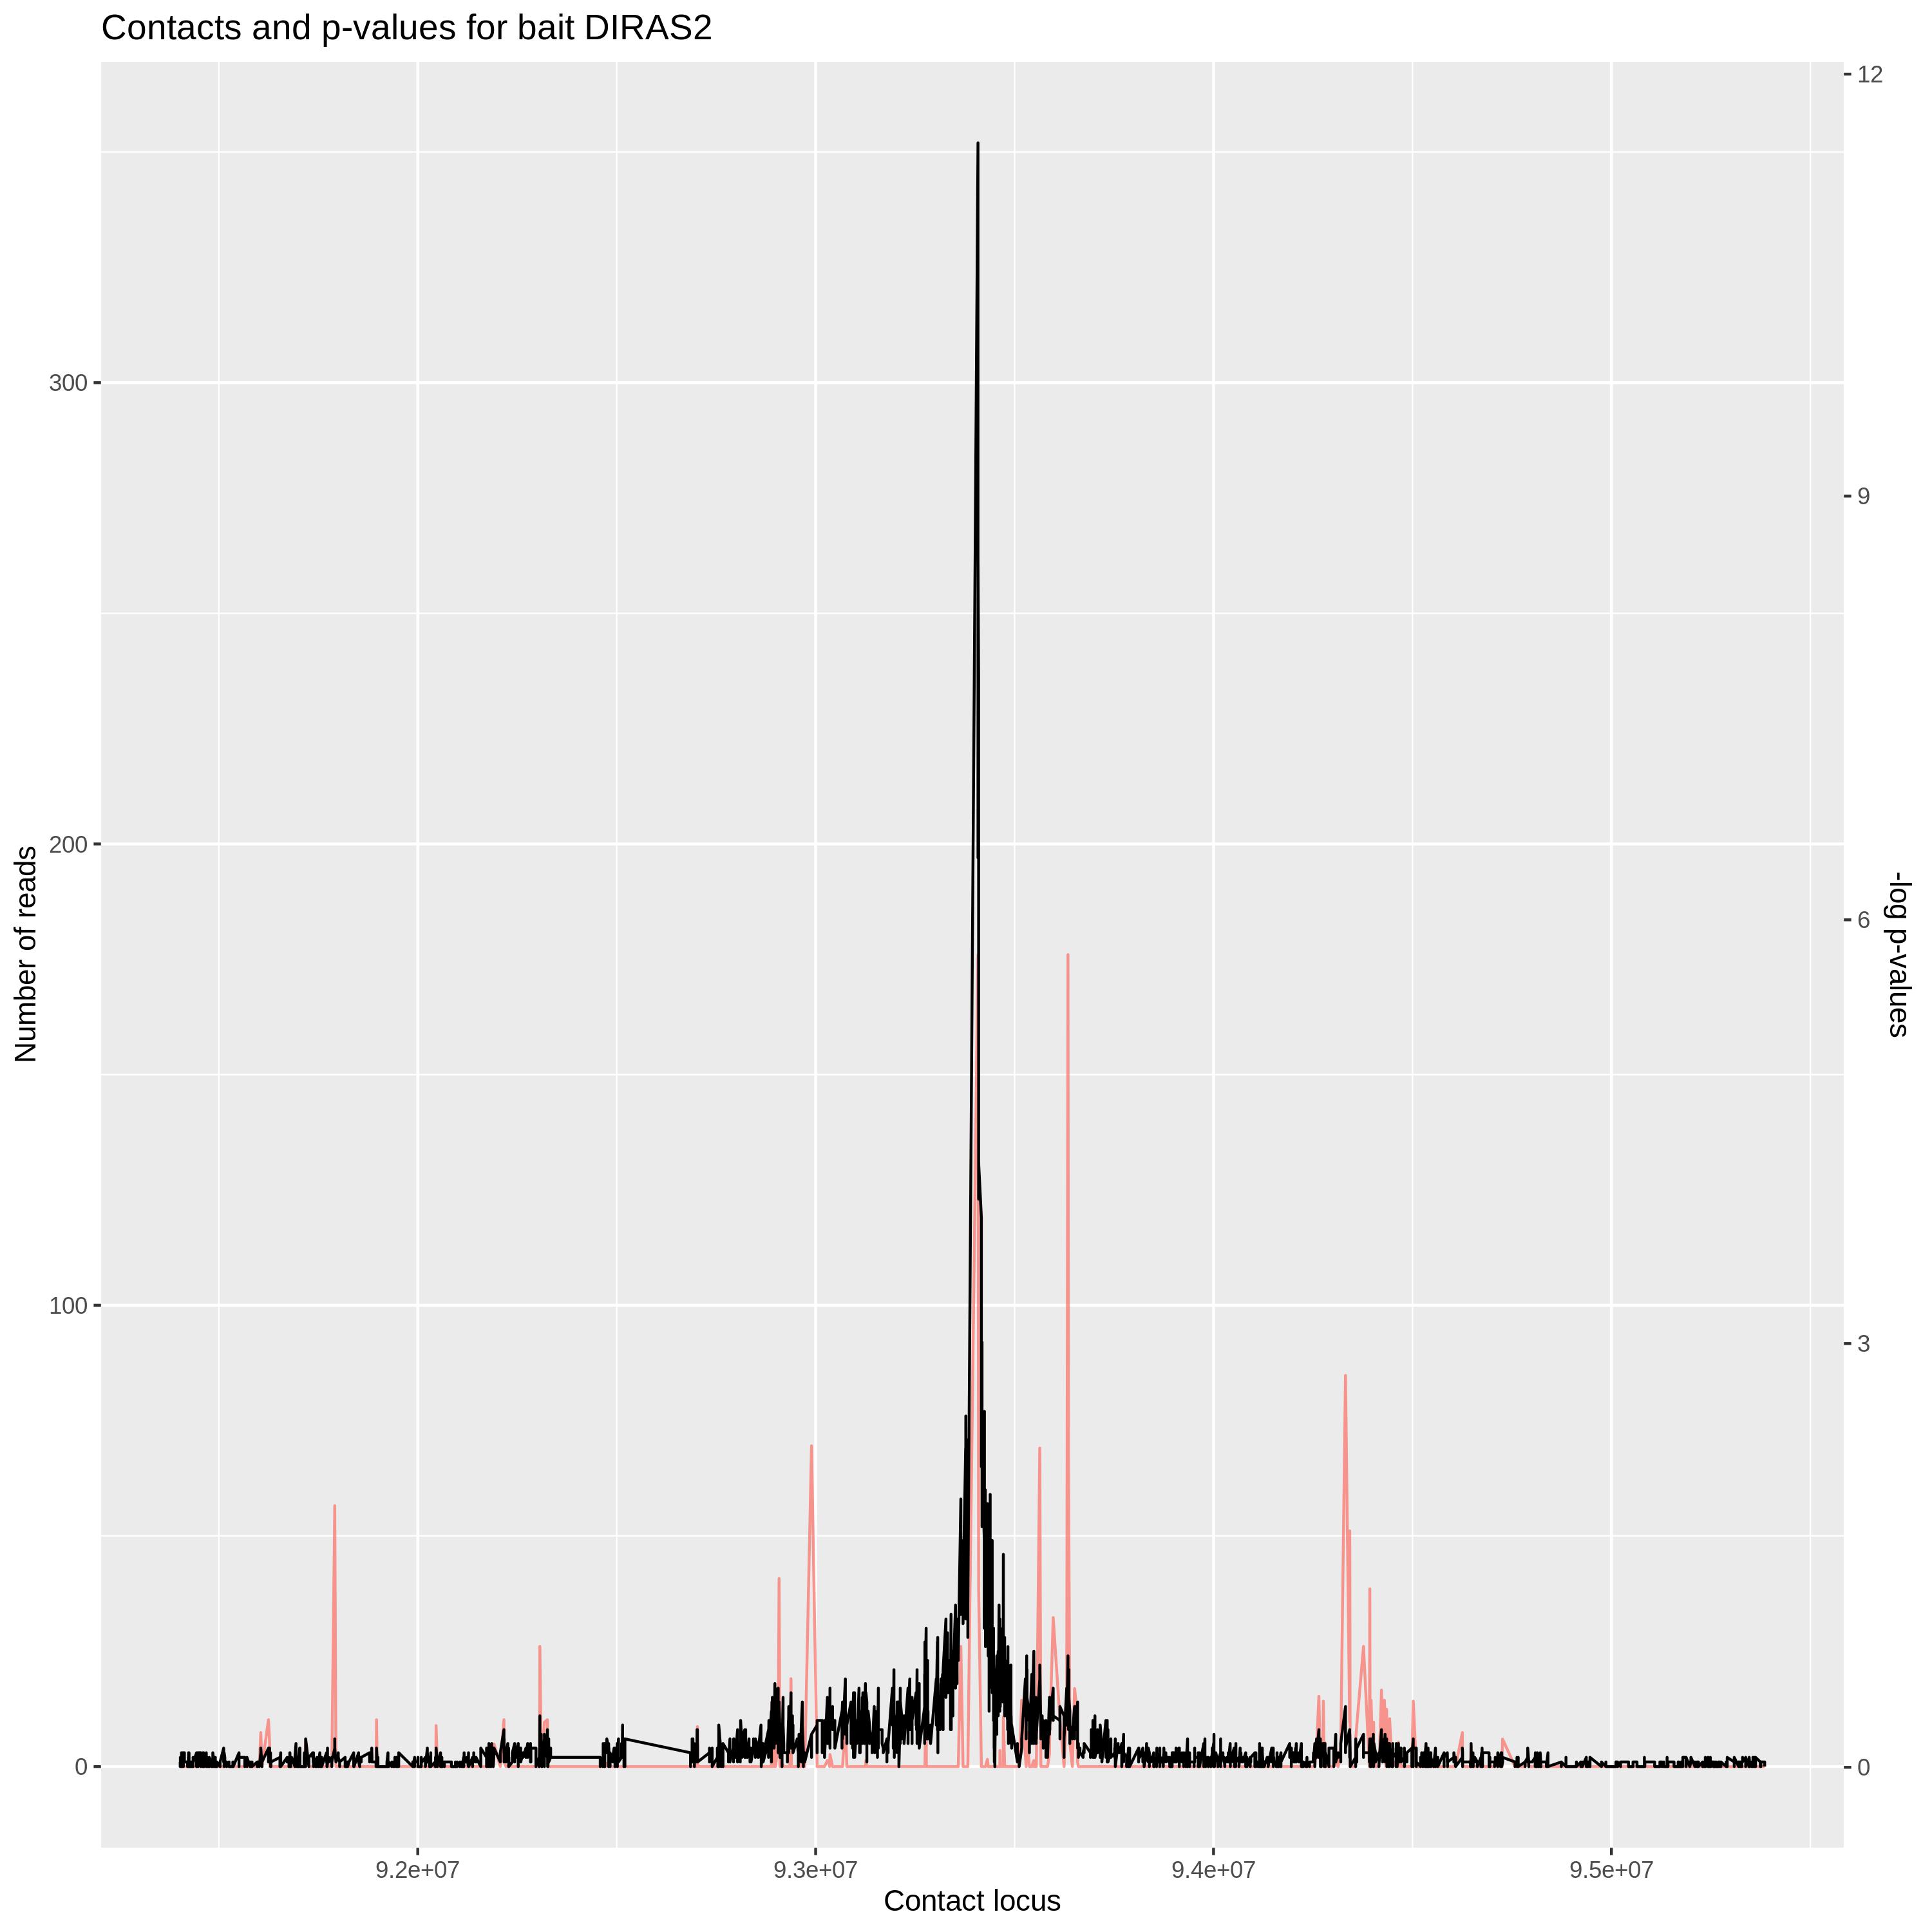 Contacts and p-values for bait DIRAS2
12
300
9
200
Number of reads
6
-log p-values
100
3
0
0
9.2e+07 9.3e+07 9.4e+07 9.5e+07
Contact locus